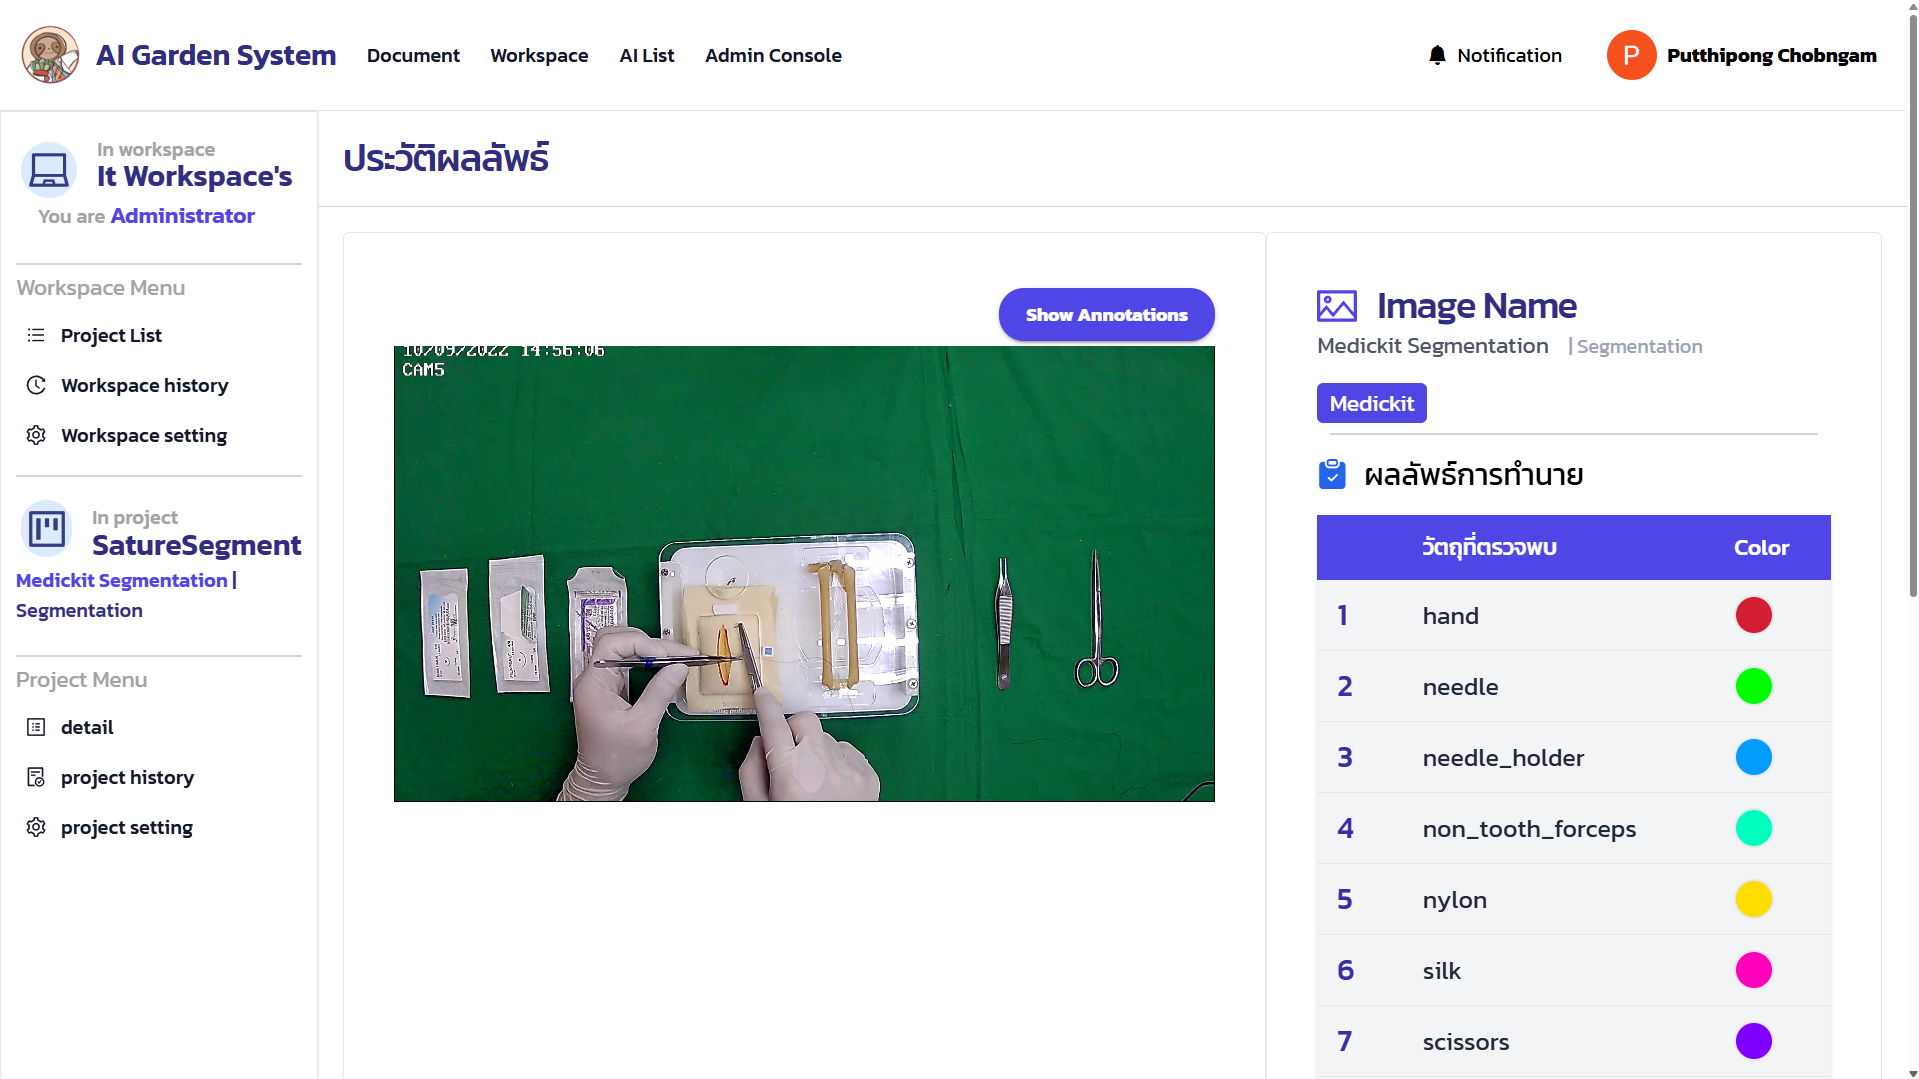 AI Garden System
Document
Workspace
AI List
Admin Console
Notification
P
Putthipong Chobngam
In workspace
It Workspace's
You are Administrator
Workspace Menu
Project List
Workspace history
Workspace setting
In project
SatureSegment
Medickit Segmentation |
Segmentation
Project Menu
detail
project history
project setting
ประวัติผลลัพธ์
Show Annotations
10/09/2022 14:56:06
CAM5
Image Name
Medickit Segmentation | Segmentation
Medickit
ผลลัพธ์การทำนาย
วัตถุที่ตรวจพบ Color
1 hand
2 needle
3 needle_holder
4 non_tooth_forceps
5 nylon
6 silk
7 scissors